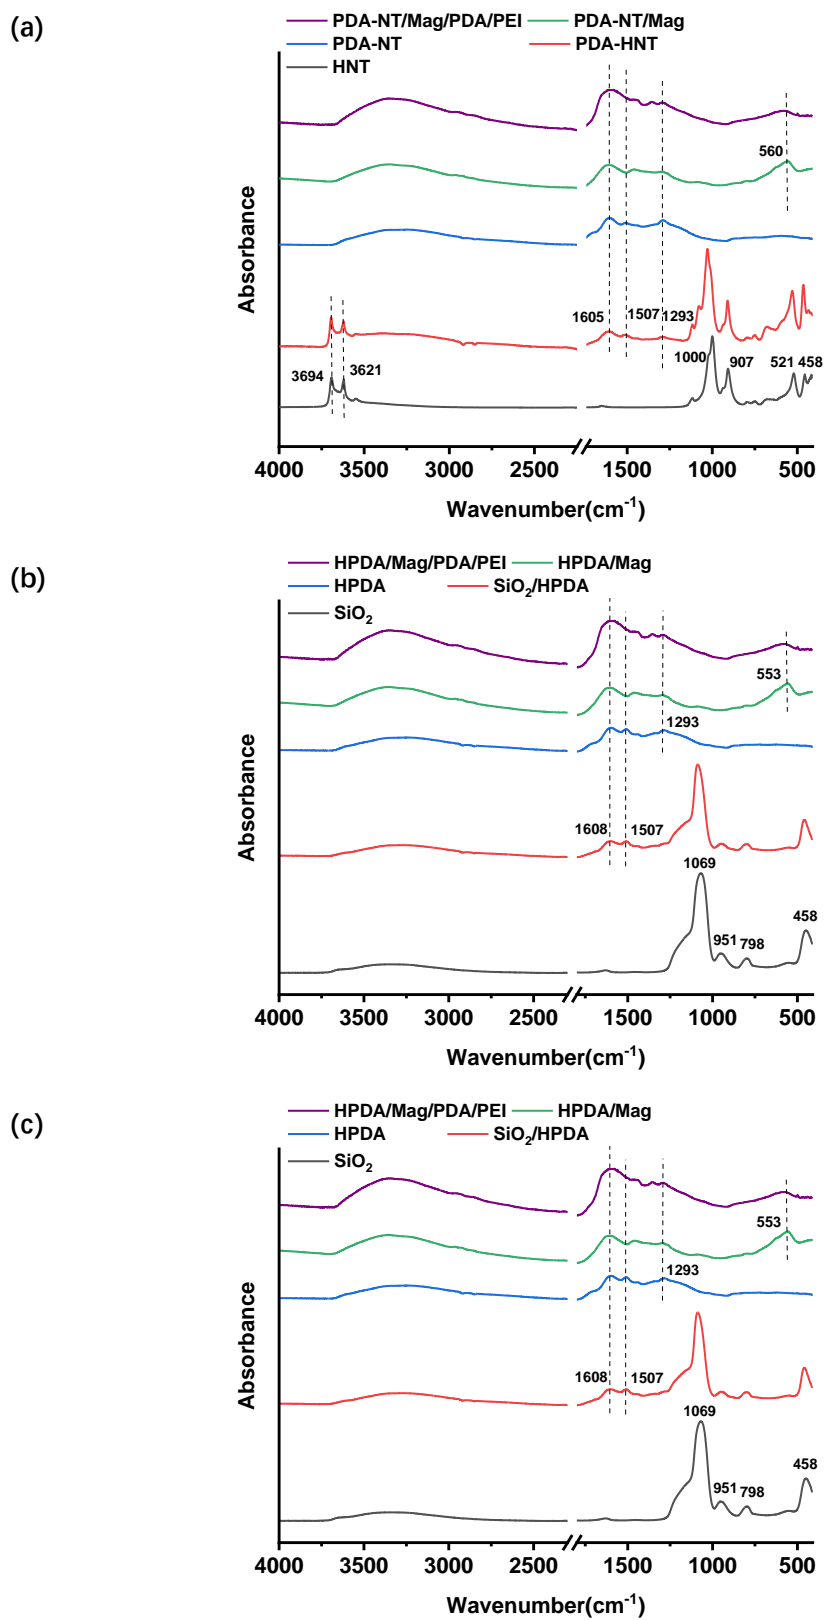 (a)
PDA-NT/Mag/PDA/PEI PDA-NT/Mag
PDA-NT PDA-HNT
HNT
560
1605 1507 1293
3694 3621 1000 907 521 458
Absorbance
4000 3500 3000 2500 1500 1000 500
Wavenumber(cm⁻¹)
(b)
HPDA/Mag/PDA/PEI HPDA/Mag
HPDA SiO₂/HPDA
SiO₂
553
1293
1608 1507
1069
951 798 458
Absorbance
4000 3500 3000 2500 1500 1000 500
Wavenumber(cm⁻¹)
(c)
HPDA/Mag/PDA/PEI HPDA/Mag
HPDA SiO₂/HPDA
SiO₂
553
1293
1608 1507
1069
951 798 458
Absorbance
4000 3500 3000 2500 1500 1000 500
Wavenumber(cm⁻¹)